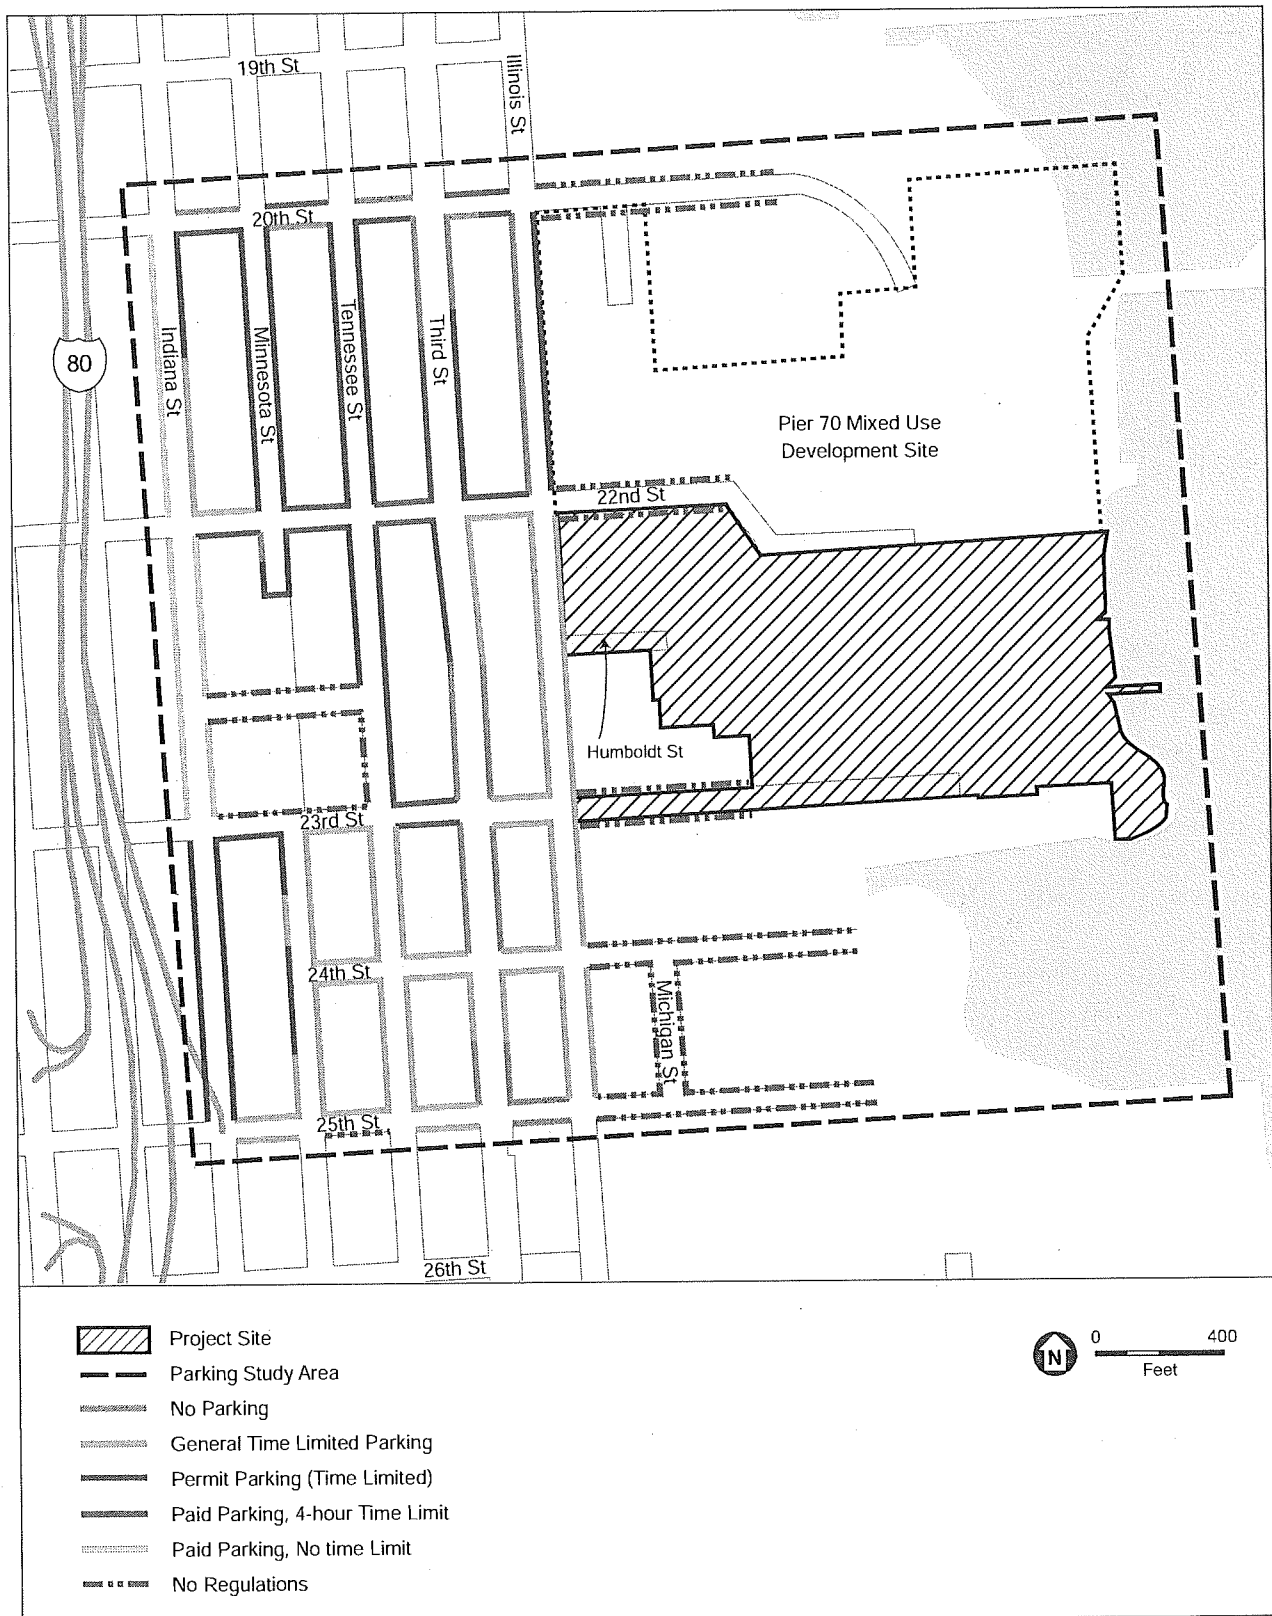 19th St
Illinois St
20th St
Indiana St
Minnesota St
Tennessee St
Third St
80
Pier 70 Mixed Use
Development Site
22nd St
Humboldt St
23rd St
24th St
Michigan St
25th St
26th St
Project Site
Parking Study Area
No Parking
General Time Limited Parking
Permit Parking (Time Limited)
Paid Parking, 4-hour Time Limit
Paid Parking, No time Limit
No Regulations
N
0 400
Feet